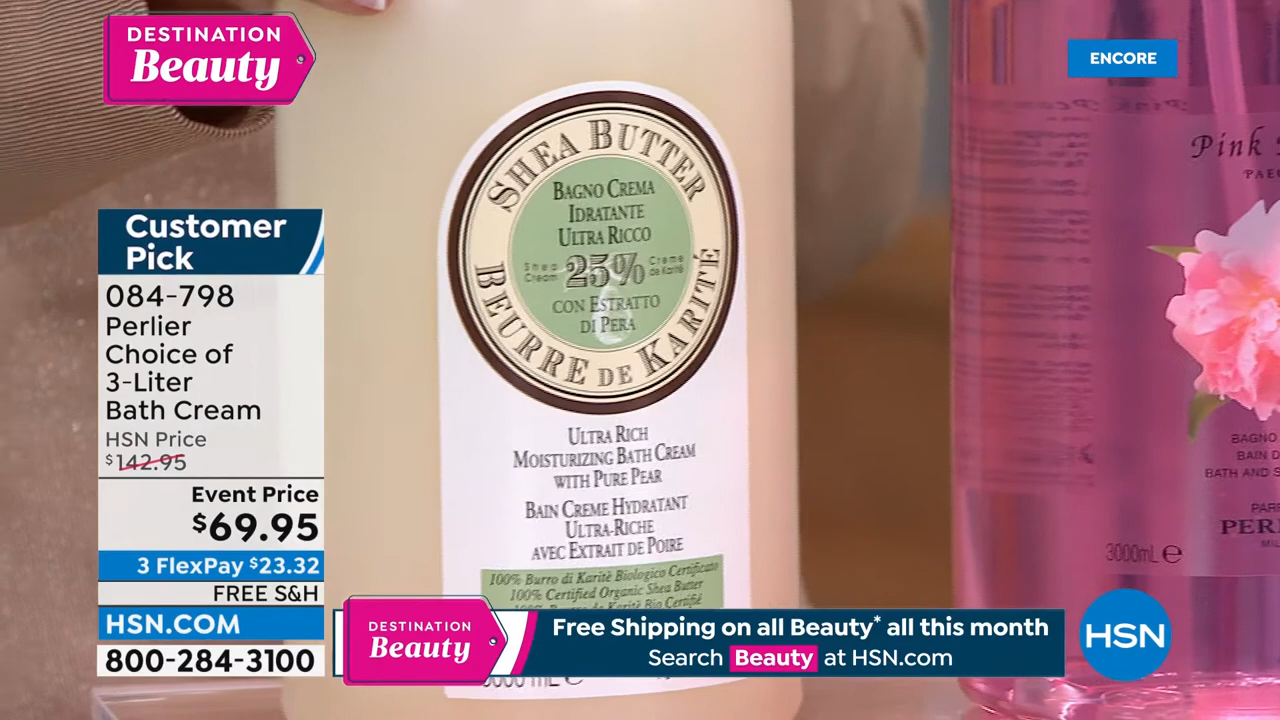 DESTINATION
Beauty
ENCORE
Customer
Pick
084-798
Perlier
Choice of
3-Liter
Bath Cream
HSN Price
$142.95
Event Price
$69.95
3 FlexPay $23.32
FREE S&H
HSN.COM
800-284-3100
SHEA BUTTER
BAGNO CREMA
IDRATANTE
ULTRA RICCO
Shea Cream 25% Creme de Karité
CON ESTRATTO
DI PERA
BEURRE DE KARITÉ
ULTRA RICH
MOISTURIZING BATH CREAM
WITH PURE PEAR
BAIN CREME HYDRATANT
ULTRA-RICHE
AVEC EXTRAIT DE POIRE
100% Burro di Karitè Biologico Certificato
100% Certified Organic Shea Butter
Pink
BAGNO
BAIN D
BATH AND S
3000mL e
DESTINATION
Beauty
Free Shipping on all Beauty* all this month
Search Beauty at HSN.com
HSN